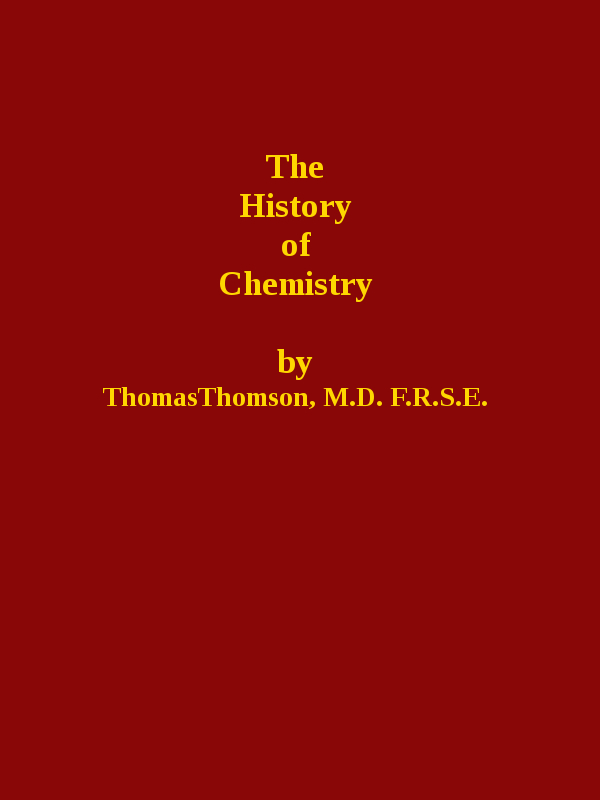 The
History
of
Chemistry
by
ThomasThomson, M.D. F.R.S.E.